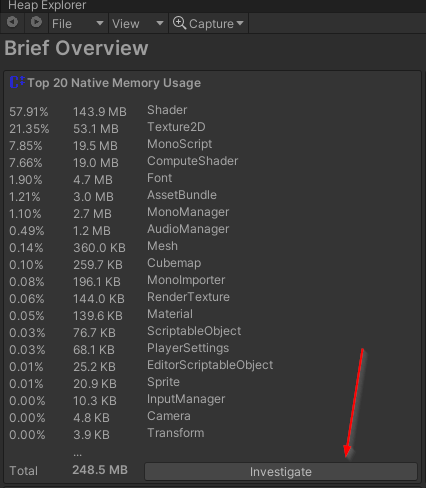 Heap Explorer
File View Capture
Brief Overview
C++ Top 20 Native Memory Usage
57.91% 143.9 MB Shader
21.35% 53.1 MB Texture2D
7.85% 19.5 MB MonoScript
7.66% 19.0 MB ComputeShader
1.90% 4.7 MB Font
1.21% 3.0 MB AssetBundle
1.10% 2.7 MB MonoManager
0.49% 1.2 MB AudioManager
0.14% 360.0 KB Mesh
0.10% 259.7 KB Cubemap
0.08% 196.1 KB MonoImporter
0.06% 144.0 KB RenderTexture
0.05% 139.6 KB Material
0.03% 76.7 KB ScriptableObject
0.03% 68.1 KB PlayerSettings
0.01% 25.2 KB EditorScriptableObject
0.01% 20.9 KB Sprite
0.00% 10.3 KB InputManager
0.00% 4.8 KB Camera
0.00% 3.9 KB Transform
...
Total 248.5 MB Investigate